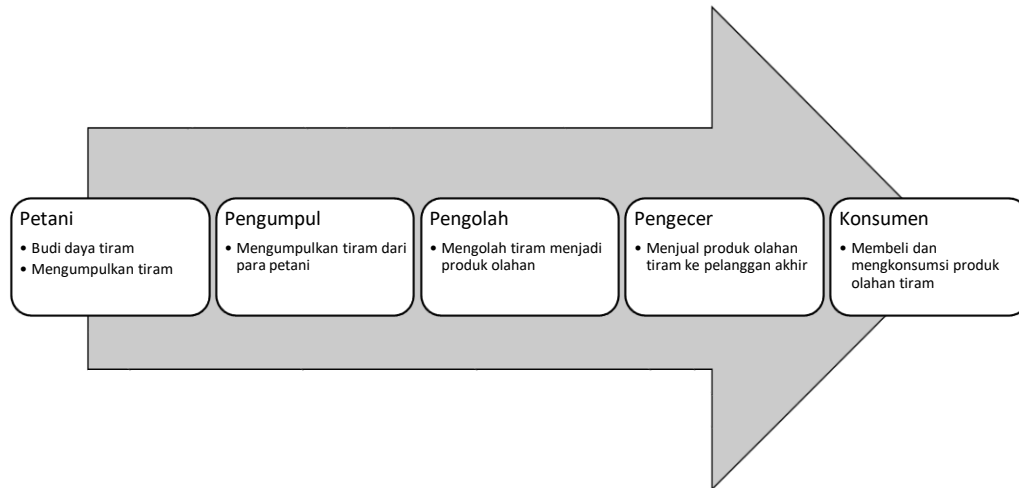 Petani
• Budi daya tiram
• Mengumpulkan tiram
Pengumpul
• Mengumpulkan tiram dari
para petani
Pengolah
• Mengolah tiram menjadi
produk olahan
Pengecer
• Menjual produk olahan
tiram ke pelanggan akhir
Konsumen
• Membeli dan
mengkonsumsi produk
olahan tiram